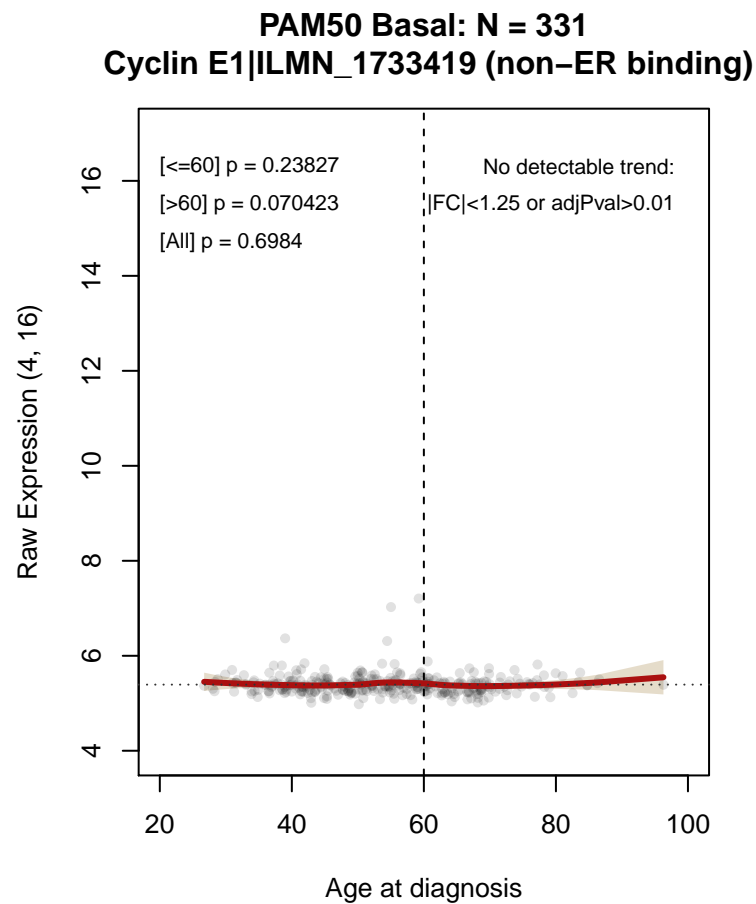 PAM50 Basal: N = 331
Cyclin E1|ILMN_1733419 (non−ER binding)
[<=60] p = 0.23827
[>60] p = 0.070423
[All] p = 0.6984
No detectable trend:
|FC|<1.25 or adjPval>0.01
Raw Expression (4, 16)
16
14
12
10
8
6
4
20 40 60 80 100
Age at diagnosis